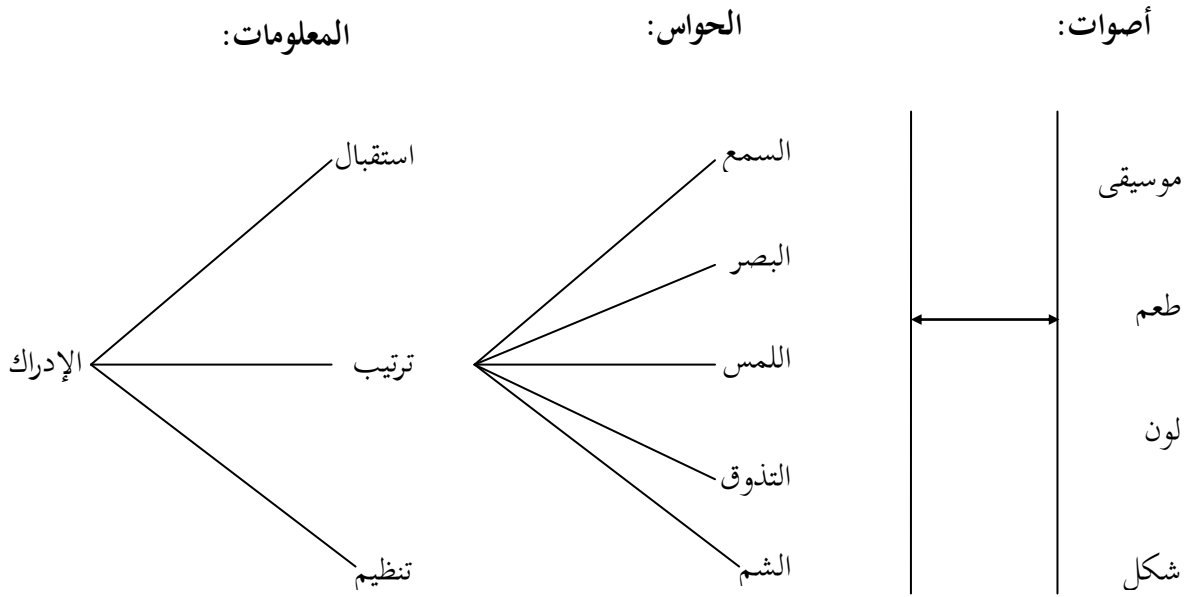 أصوات:
موسيقى
طعم
لون
شكل
الحواس:
السمع
البصر
اللمس
التذوق
الشم
المعلومات:
استقبال
ترتيب
تنظيم
الإدراك